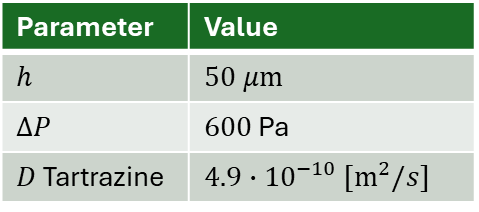 Parameter Value
h 50 μm
ΔP 600 Pa
D Tartrazine 4.9 · 10⁻¹⁰ [m²/s]